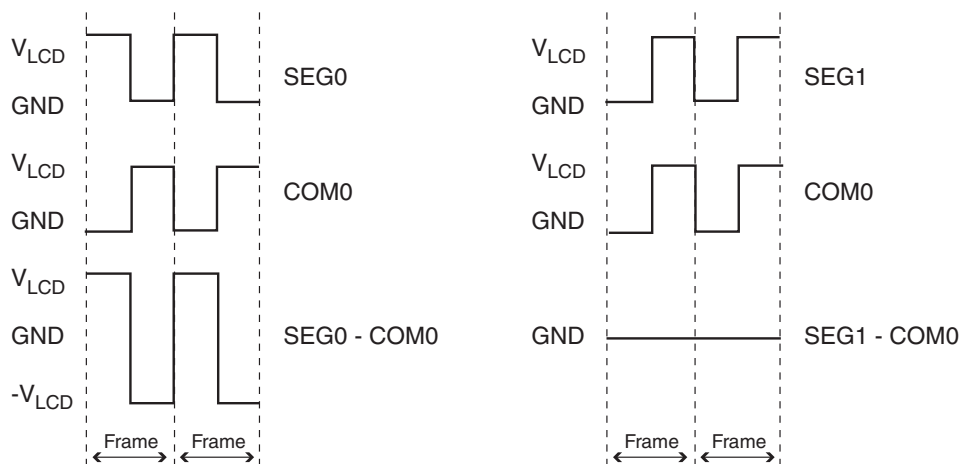 V_LCD
SEG0
GND
V_LCD
COM0
GND
V_LCD
GND
SEG0 - COM0
-V_LCD
Frame Frame
V_LCD
SEG1
GND
V_LCD
COM0
GND
GND
SEG1 - COM0
Frame Frame